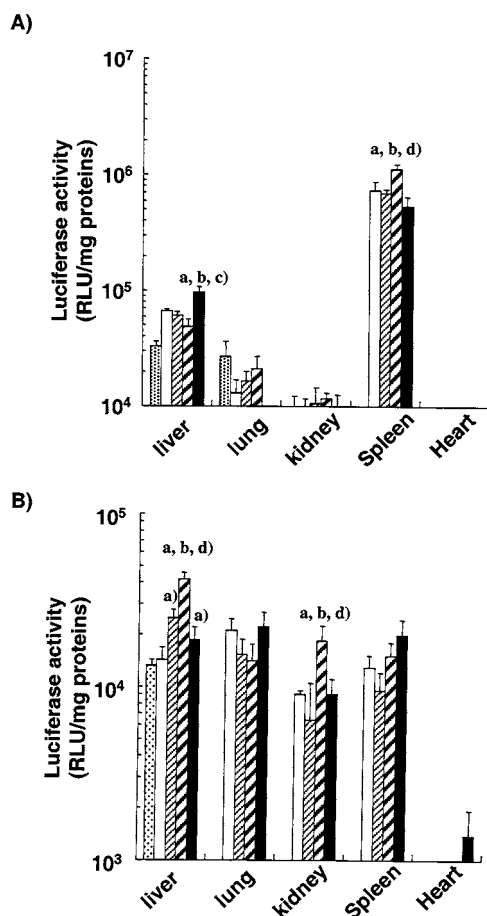 A)
Luciferase activity
(RLU/mg proteins)
10⁷
10⁶
10⁵
10⁴
a, b, c)
a, b, d)
liver
lung
kidney
Spleen
Heart
B)
Luciferase activity
(RLU/mg proteins)
10⁵
10⁴
10³
a, b, d)
a)
a)
a, b, d)
liver
lung
kidney
Spleen
Heart